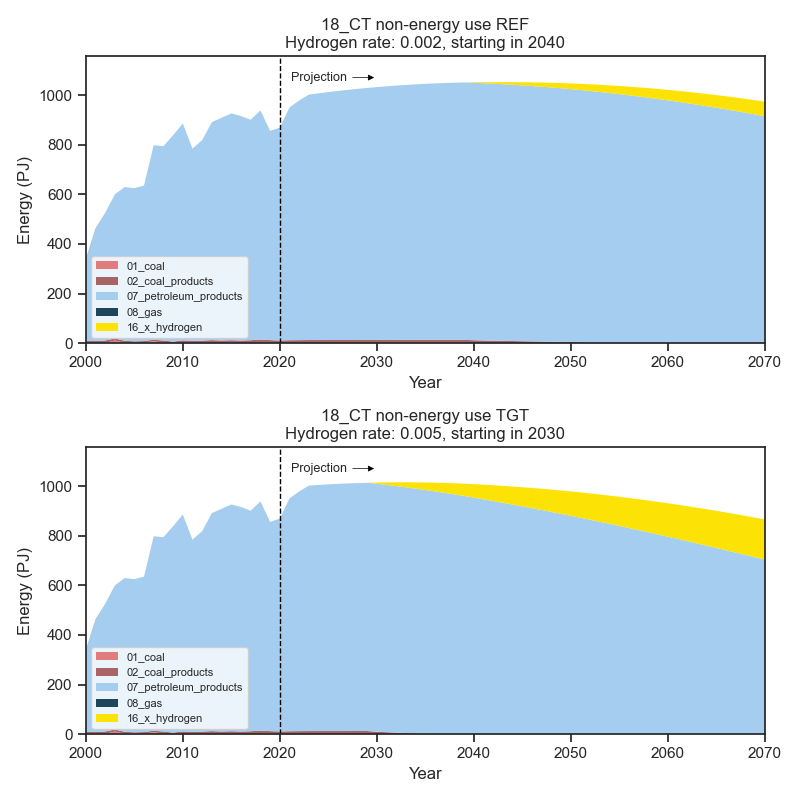 18_CT non-energy use REF
Hydrogen rate: 0.002, starting in 2040
Projection
1000
800
600
400
200
0
Energy (PJ)
01_coal
02_coal_products
07_petroleum_products
08_gas
16_x_hydrogen
2000 2010 2020 2030 2040 2050 2060 2070
Year
18_CT non-energy use TGT
Hydrogen rate: 0.005, starting in 2030
Projection
1000
800
600
400
200
0
Energy (PJ)
01_coal
02_coal_products
07_petroleum_products
08_gas
16_x_hydrogen
2000 2010 2020 2030 2040 2050 2060 2070
Year